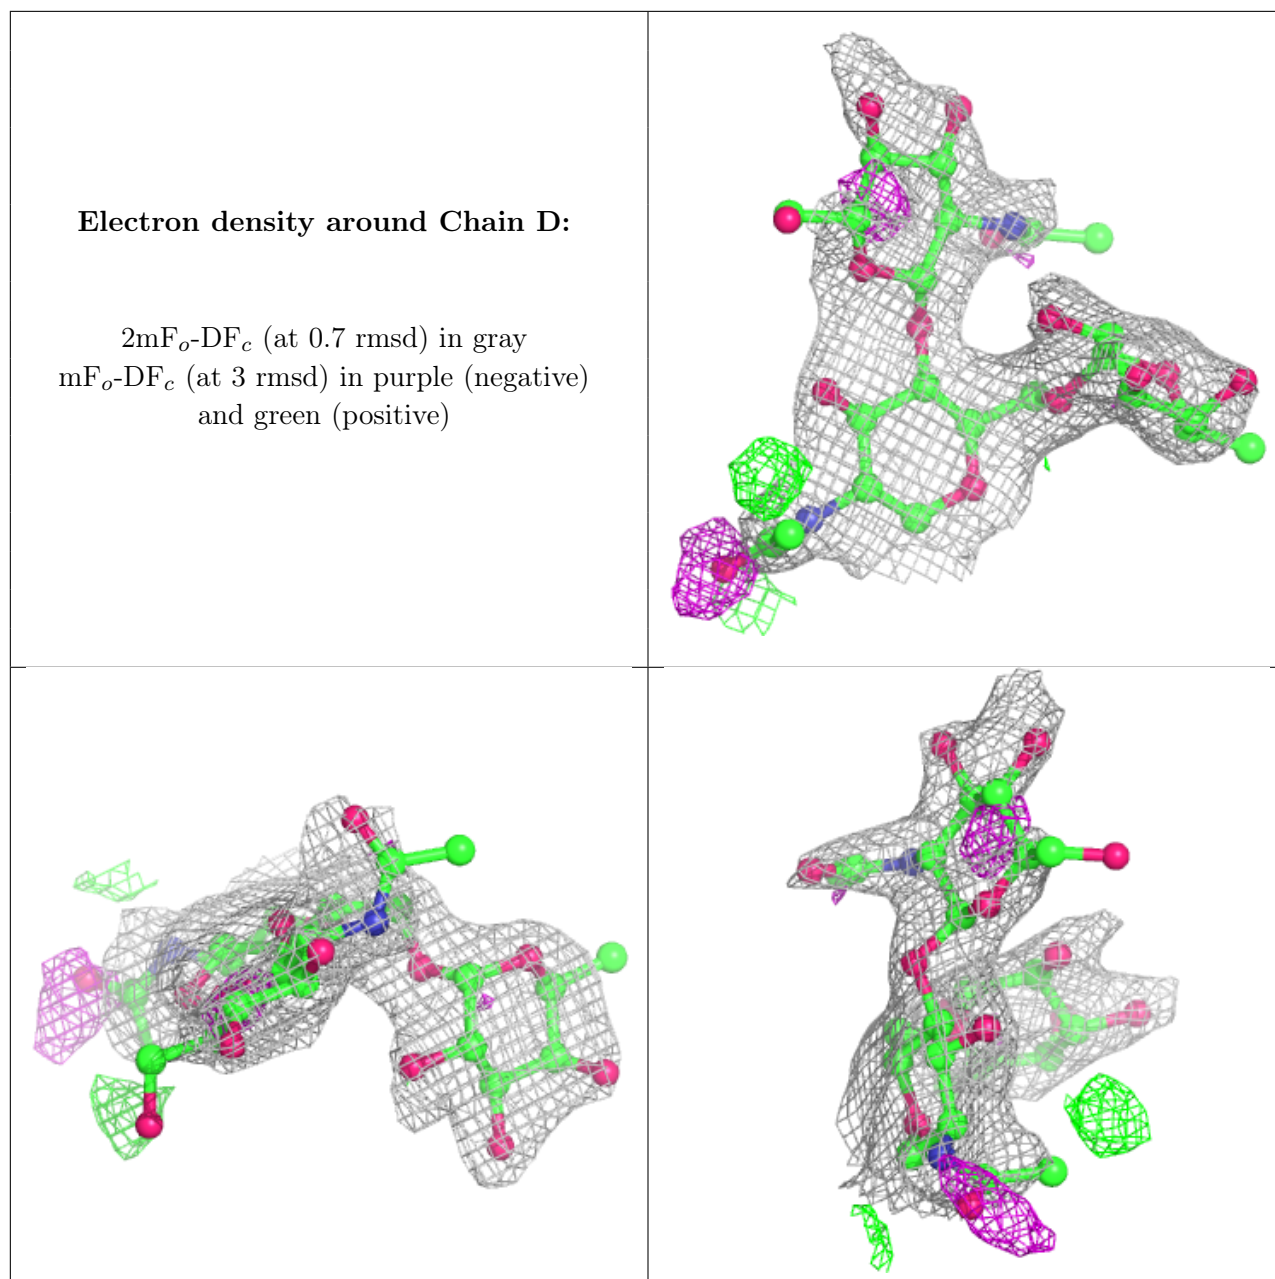 Electron density around Chain D:
2mFₒ-DF𝒸 (at 0.7 rmsd) in gray
mFₒ-DF𝒸 (at 3 rmsd) in purple (negative)
and green (positive)